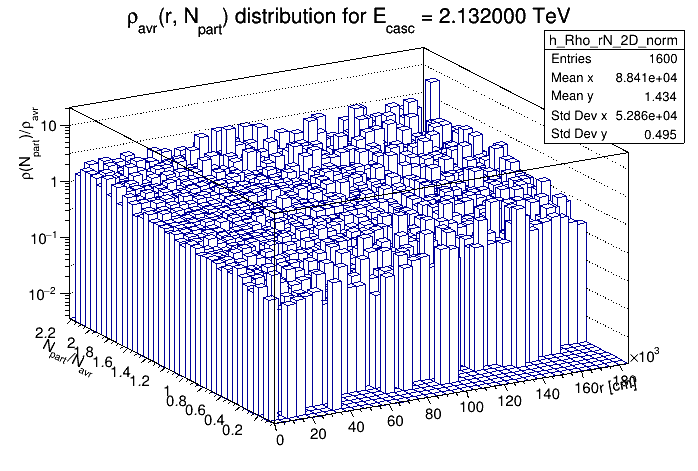 ρavr(r, Npart) distribution for Ecasc = 2.132000 TeV
h_Rho_rN_2D_norm
Entries 1600
Mean x 8.841e+04
Mean y 1.434
Std Dev x 5.286e+04
Std Dev y 0.495
ρ(Npart)/ρavr
10
1
10−1
10−2
2.2
2
1.8
1.6
1.4
1.2
1
0.8
0.6
0.4
0.2
Npart/Navr
0
20
40
60
80
100
120
140
160
180
r [cm]
×103